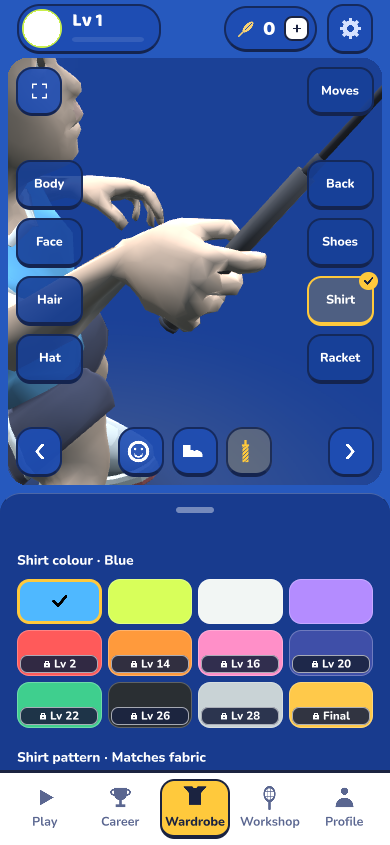 Lv 1
0
+
Moves
Body
Back
Face
Shoes
Hair
Shirt
Hat
Racket
Shirt colour · Blue
Lv 2
Lv 14
Lv 16
Lv 20
Lv 22
Lv 26
Lv 28
Final
Shirt pattern · Matches fabric
Play
Career
Wardrobe
Workshop
Profile